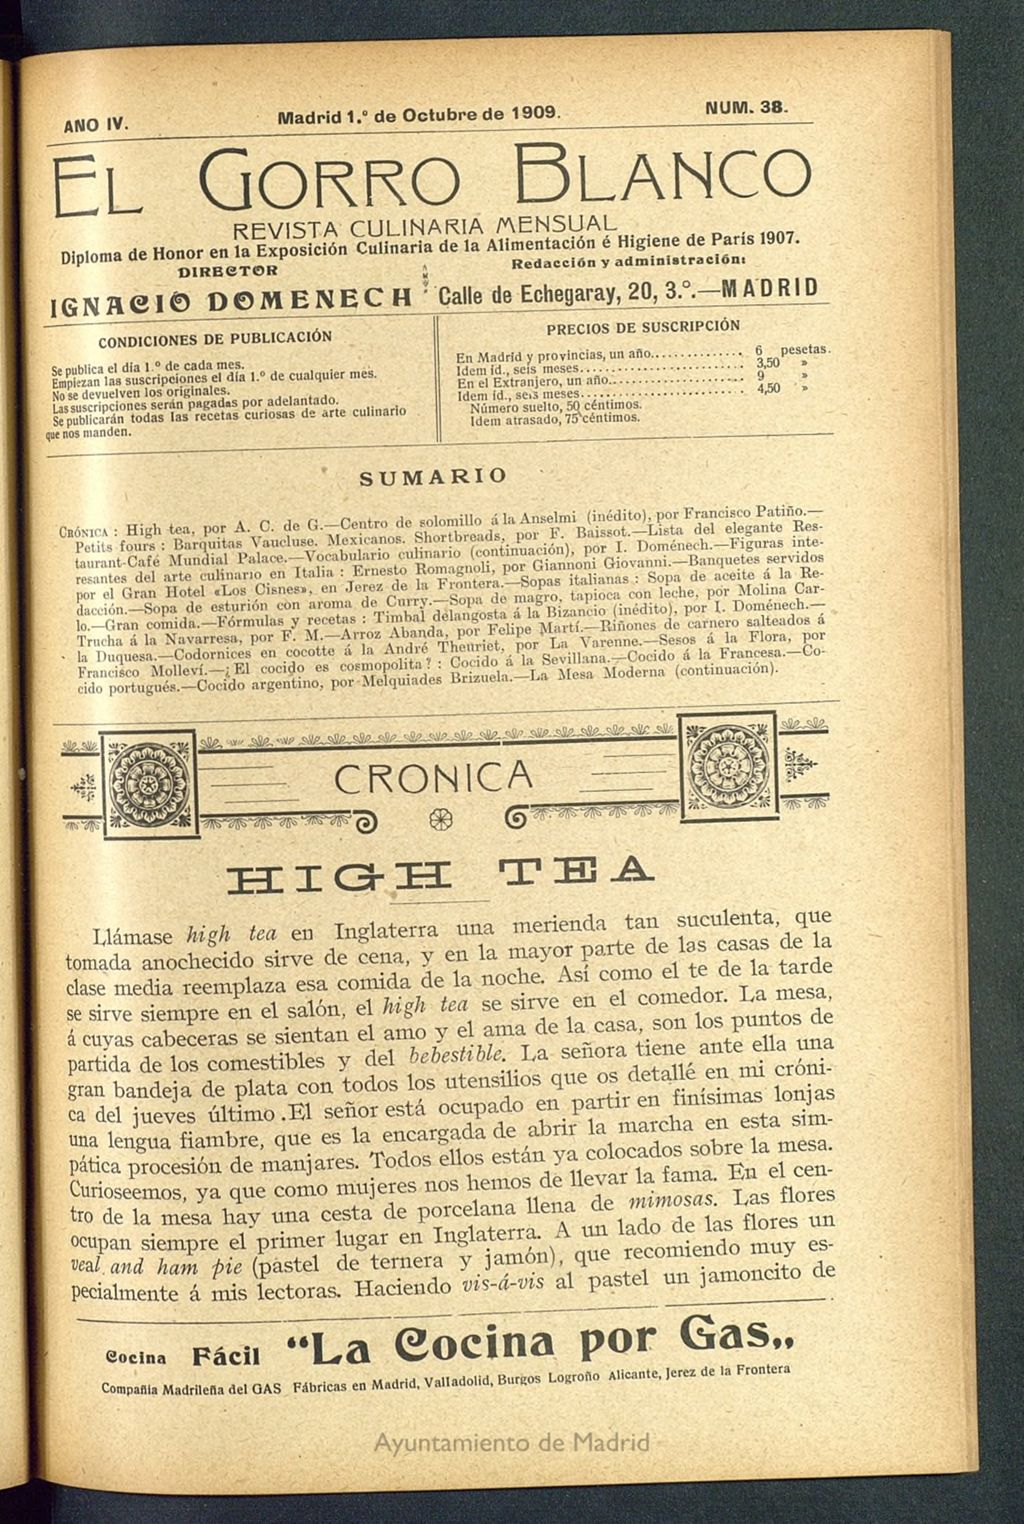 ANO IV.
Madrid 1.º de Octubre de 1909.
NUM. 38.
EL GORRO BLANCO
REVISTA CULINARIA MENSUAL
Diploma de Honor en la Exposición Culinaria de la Alimentación é Higiene de París 1907.
DIRECTOR
IGNACIO DOMENECH
Redacción y administración:
Calle de Echegaray, 20, 3.º.—MADRID
CONDICIONES DE PUBLICACIÓN
Se publica el día 1.º de cada mes.
Empiezan las suscripciones el día 1.º de cualquier mes.
No se devuelven los originales.
Las suscripciones serán pagadas por adelantado.
Se publicarán todas las recetas curiosas de arte culinario
que nos manden.
PRECIOS DE SUSCRIPCIÓN
En Madrid y provincias, un año............... 6 pesetas.
Idem íd., seis meses........................ 3,50 »
En el Extranjero, un año..................... 9 »
Idem íd., seis meses........................ 4,50 »
Número suelto, 50 céntimos.
Idem atrasado, 75 céntimos.
SUMARIO
CRÓNICA : High tea, por A. C. de G.—Centro de solomillo á la Anselmi (inédito), por Francisco Patiño.—
Petits fours : Barquitas Vaucluse. Mexicanos. Shortbreads, por F. Baissot.—Lista del elegante Res-
taurant-Café Mundial Palace.—Vocabulario culinario (continuación), por I. Doménech.—Figuras inte-
resantes del arte culinario en Italia : Ernesto Romagnoli, por Giannoni Giovanni.—Banquetes servidos
por el Gran Hotel «Los Cisnes», en Jerez de la Frontera.—Sopas italianas : Sopa de aceite á la Re-
dacción.—Sopa de esturión con aroma de Curry.—Sopa de magro, tapioca con leche, por Molina Car-
lo.—Gran comida.—Fórmulas y recetas : Timbal delangosta á la Bizancio (inédito), por I. Doménech.—
Trucha á la Navarresa, por F. M.—Arroz Abanda, por Felipe Martí.—Riñones de carnero salteados á
la Duquesa.—Codornices en cocotte á la André Theuriet, por La Varenne.—Sesos á la Flora, por
Francisco Molleví.—¿El cocido es cosmopolita? : Cocido á la Sevillana.—Cocido á la Francesa.—Co-
cido portugués.—Cocido argentino, por Melquiades Brizuela.—La Mesa Moderna (continuación).
CRONICA
HIGH TEA
Llámase high tea en Inglaterra una merienda tan suculenta, que
tomada anochecido sirve de cena, y en la mayor parte de las casas de la
clase media reemplaza esa comida de la noche. Así como el te de la tarde
se sirve siempre en el salón, el high tea se sirve en el comedor. La mesa,
á cuyas cabeceras se sientan el amo y el ama de la casa, son los puntos de
partida de los comestibles y del bebestible. La señora tiene ante ella una
gran bandeja de plata con todos los utensilios que os detallé en mi cróni-
ca del jueves último .El señor está ocupado en partir en finísimas lonjas
una lengua fiambre, que es la encargada de abrir la marcha en esta sim-
pática procesión de manjares. Todos ellos están ya colocados sobre la mesa.
Curioseemos, ya que como mujeres nos hemos de llevar la fama. En el cen-
tro de la mesa hay una cesta de porcelana llena de mimosas. Las flores
ocupan siempre el primer lugar en Inglaterra. A un lado de las flores un
veal and ham pie (pastel de ternera y jamón), que recomiendo muy es-
pecialmente á mis lectoras. Haciendo vis-á-vis al pastel un jamoncito de
Cocina Fácil “La Cocina por Gas„
Compañia Madrileña del GAS Fábricas en Madrid, Valladolid, Burgos Logroño Alicante, Jerez de la Frontera
Ayuntamiento de Madrid